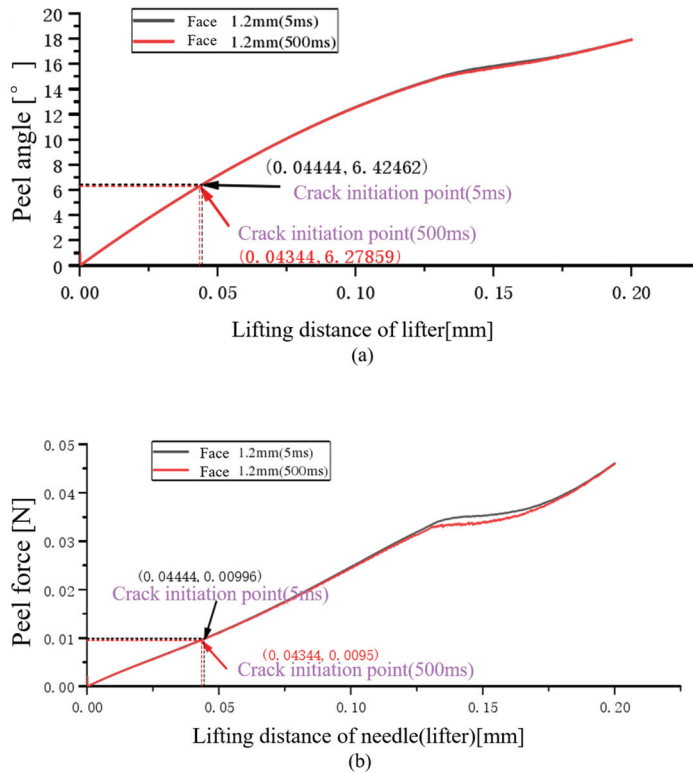 Face 1.2mm(5ms)
Face 1.2mm(500ms)
20
18
16
14
12
10
8
6
4
2
0
Peel angle [°]
(0.04444,6.42462)
Crack initiation point(5ms)
Crack initiation point(500ms)
(0.04344,6.27859)
0.00
0.05
0.10
0.15
0.20
Lifting distance of lifter[mm]
(a)
Face 1.2mm(5ms)
Face 1.2mm(500ms)
0.05
0.04
0.03
0.02
0.01
0.00
Peel force [N]
(0.04444,0.00996)
Crack initiation point(5ms)
(0.04344,0.0095)
Crack initiation point(500ms)
0.00
0.05
0.10
0.15
0.20
Lifting distance of needle(lifter)[mm]
(b)